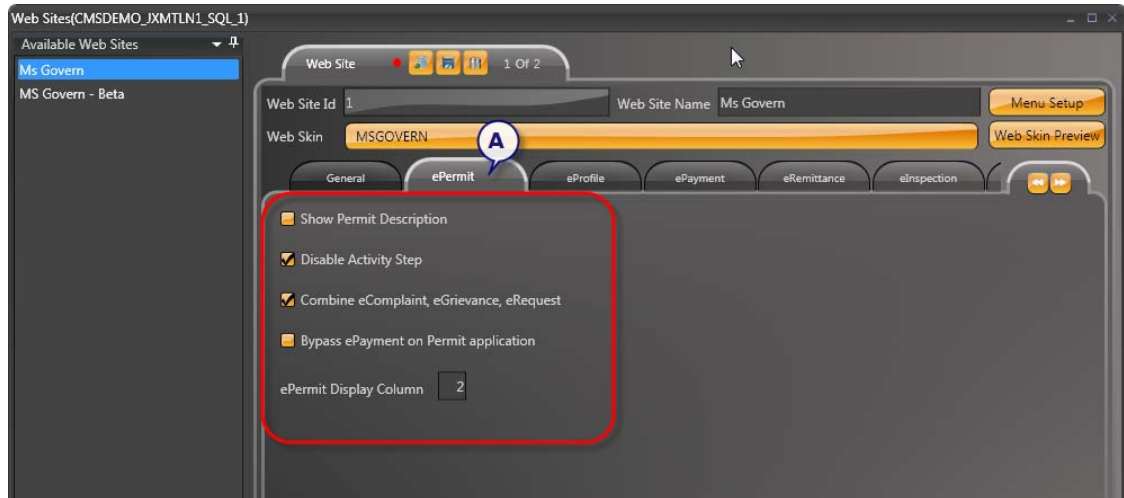 Web Sites(CMSDEMO_JXMTLN1_SQL_1)
Available Web Sites
Ms Govern
MS Govern - Beta
Web Site 1 Of 2
Web Site Id 1 Web Site Name Ms Govern Menu Setup
Web Skin MSGOVERN Web Skin Preview
A
General ePermit eProfile ePayment eRemittance eInspection
Show Permit Description
Disable Activity Step
Combine eComplaint, eGrievance, eRequest
Bypass ePayment on Permit application
ePermit Display Column 2